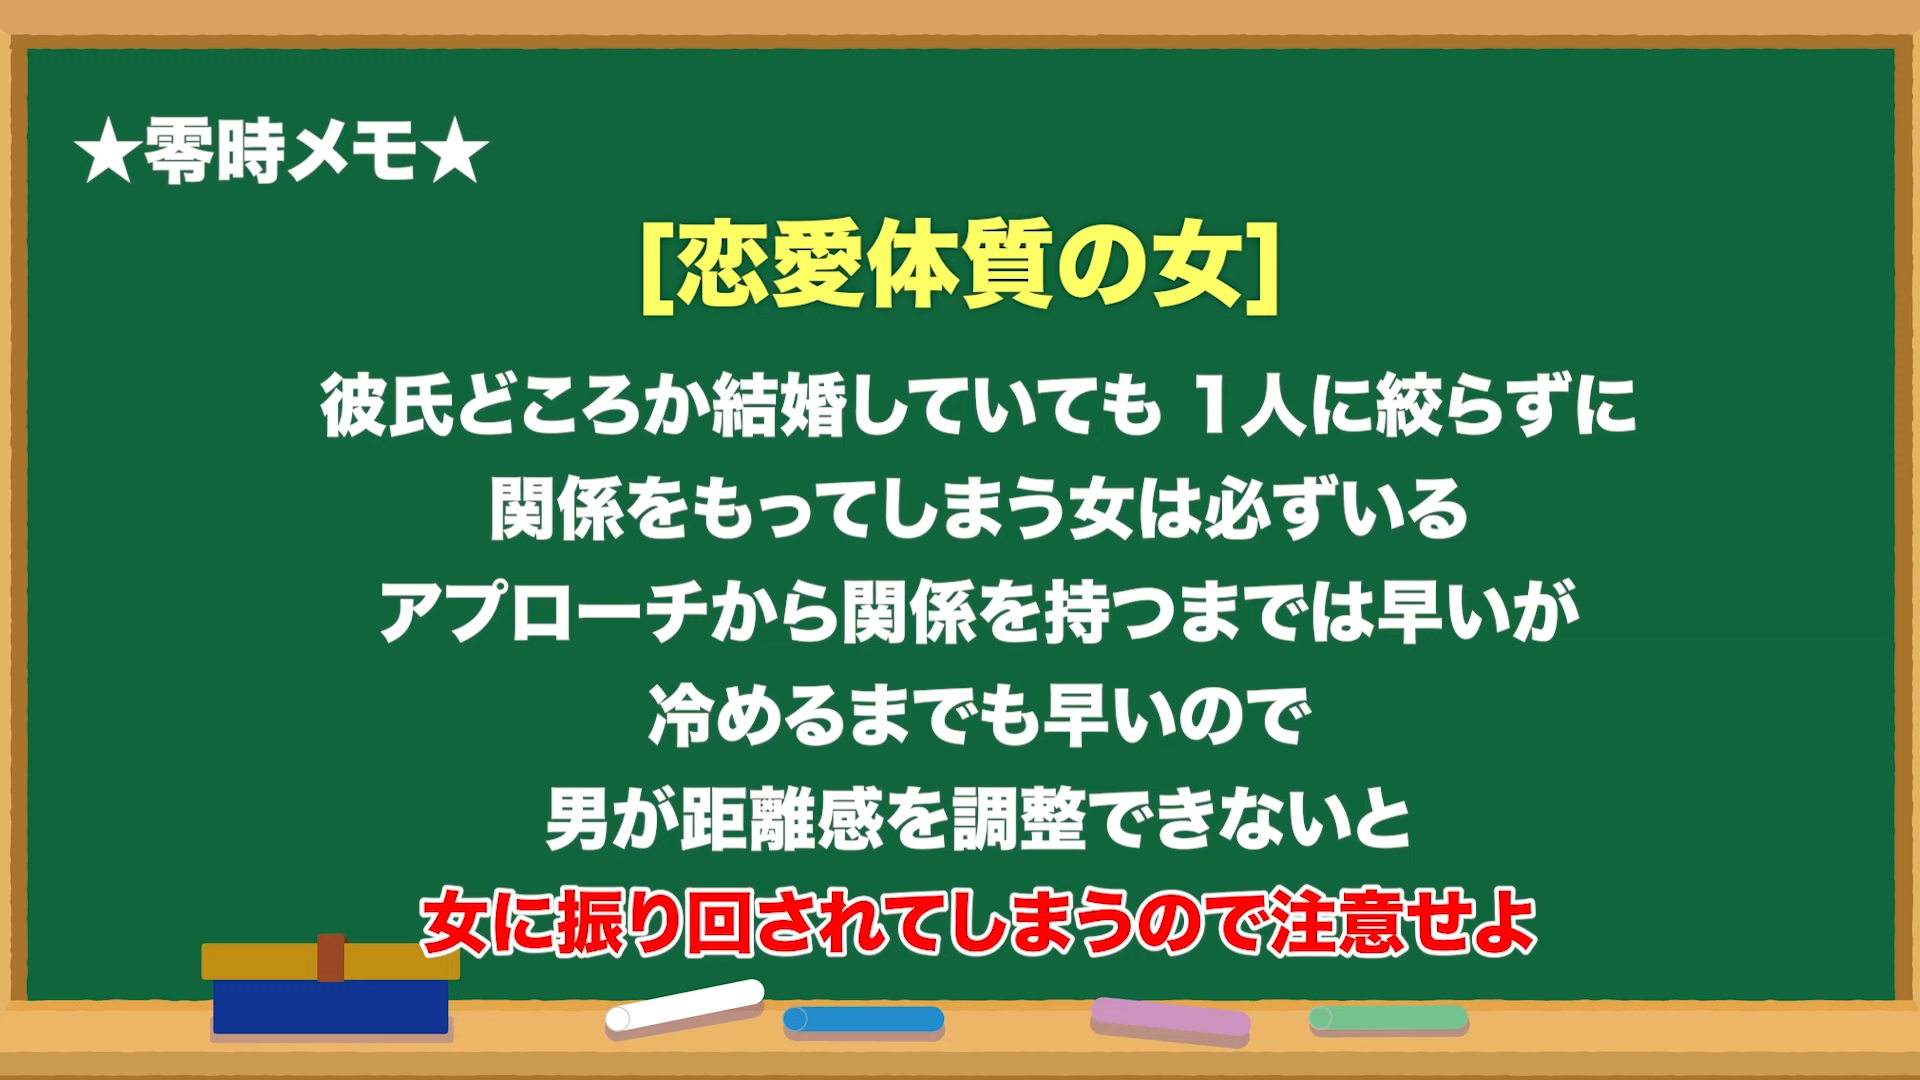 ★零時メモ★
[恋愛体質の女]
彼氏どころか結婚していても 1人に絞らずに
関係をもってしまう女は必ずいる
アプローチから関係を持つまでは早いが
冷めるまでも早いので
男が距離感を調整できないと
女に振り回されてしまうので注意せよ